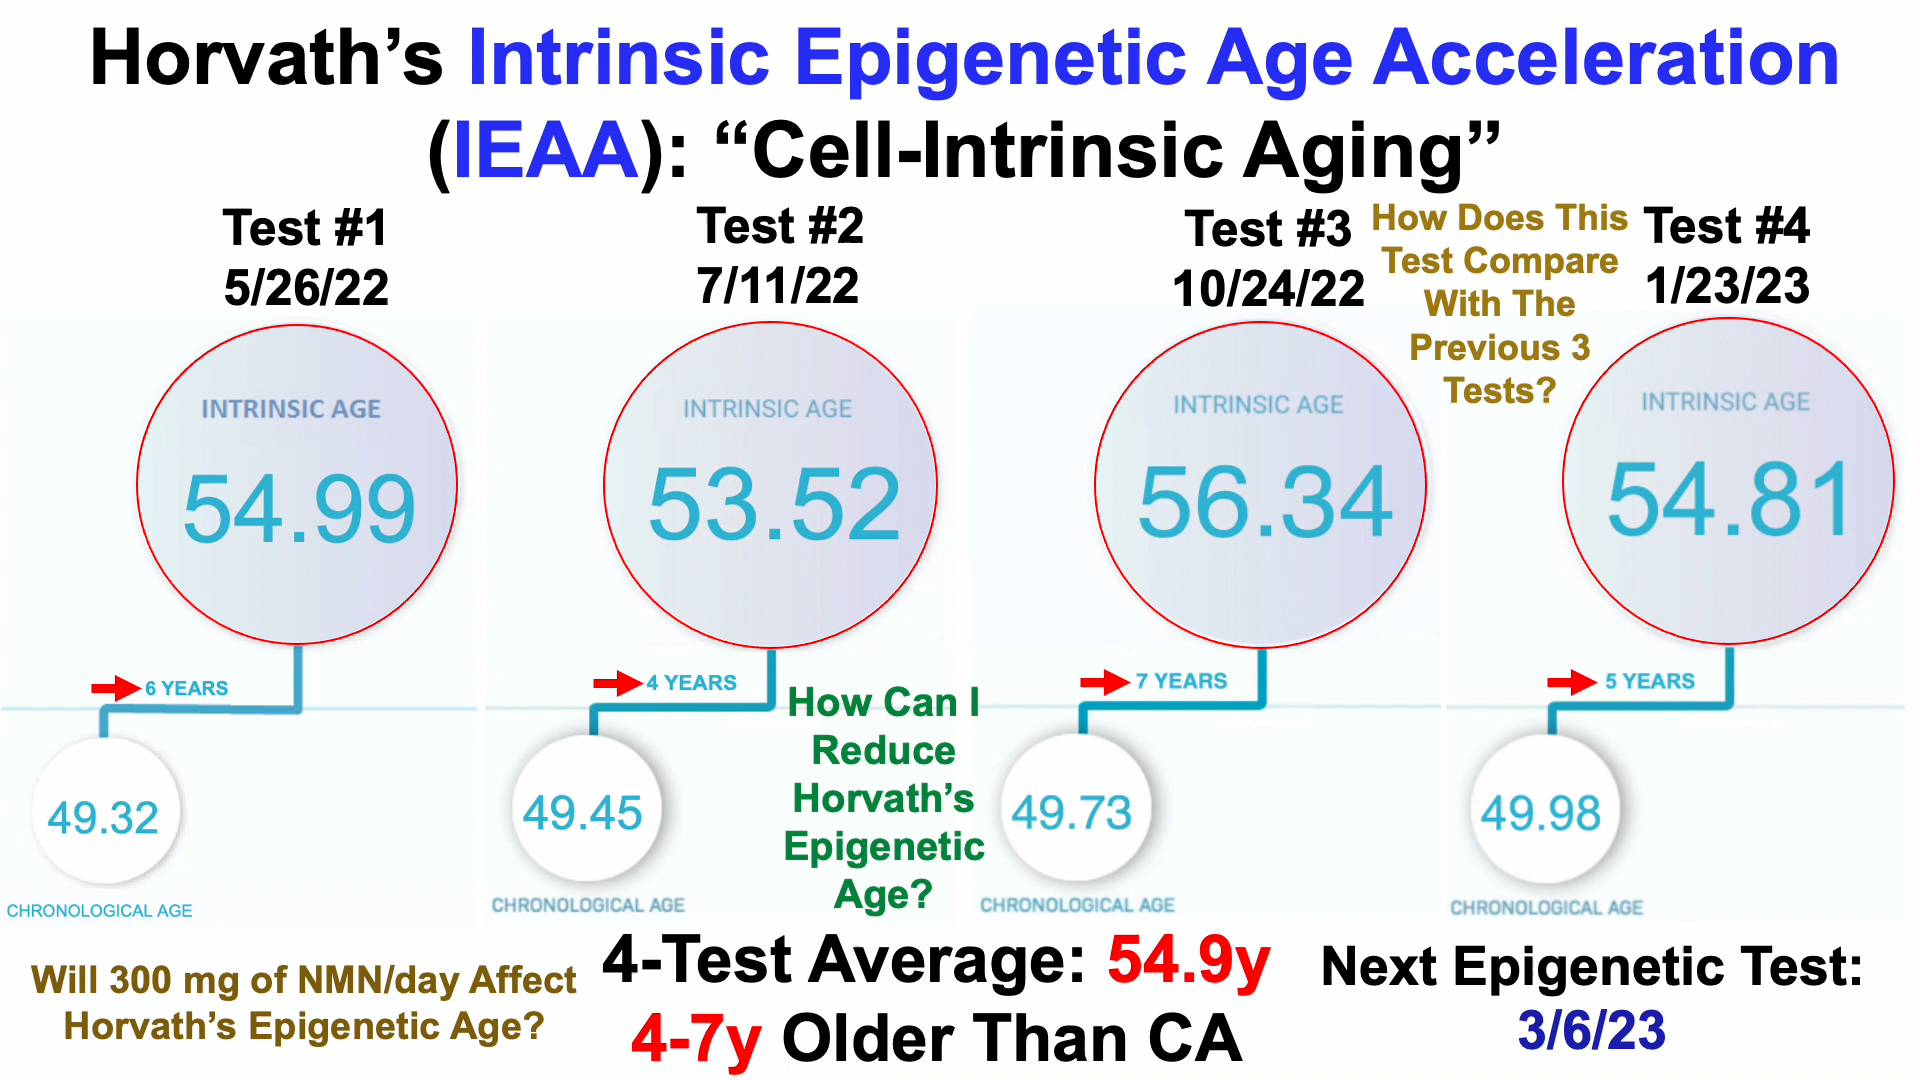 Horvath’s Intrinsic Epigenetic Age Acceleration
(IEAA): “Cell-Intrinsic Aging”
Test #1
5/26/22
INTRINSIC AGE
54.99
6 YEARS
49.32
CHRONOLOGICAL AGE
Test #2
7/11/22
INTRINSIC AGE
53.52
4 YEARS
49.45
CHRONOLOGICAL AGE
How Can I
Reduce
Horvath’s
Epigenetic
Age?
Test #3
10/24/22
INTRINSIC AGE
56.34
7 YEARS
49.73
CHRONOLOGICAL AGE
How Does This
Test Compare
With The
Previous 3
Tests?
Test #4
1/23/23
INTRINSIC AGE
54.81
5 YEARS
49.98
CHRONOLOGICAL AGE
Will 300 mg of NMN/day Affect
Horvath’s Epigenetic Age?
4-Test Average: 54.9y
4-7y Older Than CA
Next Epigenetic Test:
3/6/23